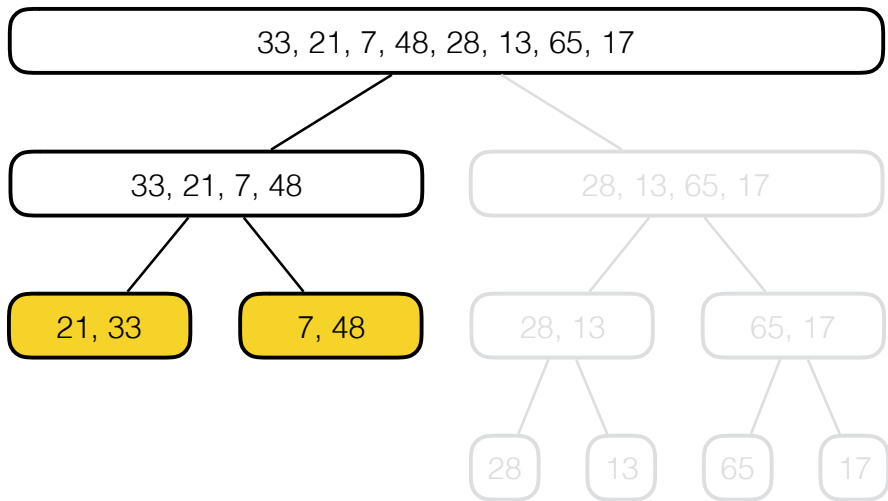 33, 21, 7, 48, 28, 13, 65, 17
33, 21, 7, 48
28, 13, 65, 17
21, 33
7, 48
28, 13
65, 17
28
13
65
17